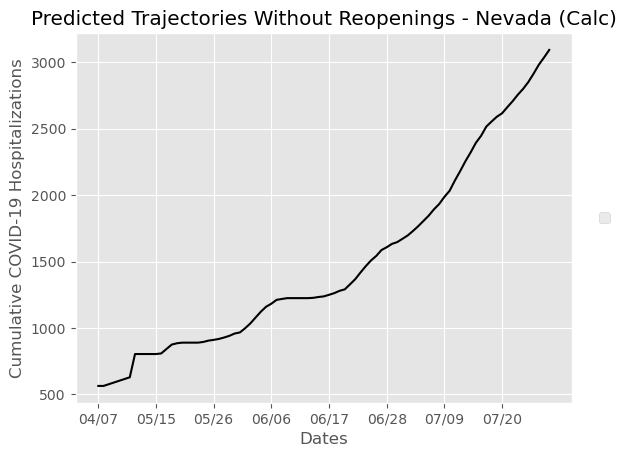 Predicted Trajectories Without Reopenings - Nevada (Calc)
Cumulative COVID-19 Hospitalizations
3000
2500
2000
1500
1000
500
04/07 05/15 05/26 06/06 06/17 06/28 07/09 07/20
Dates